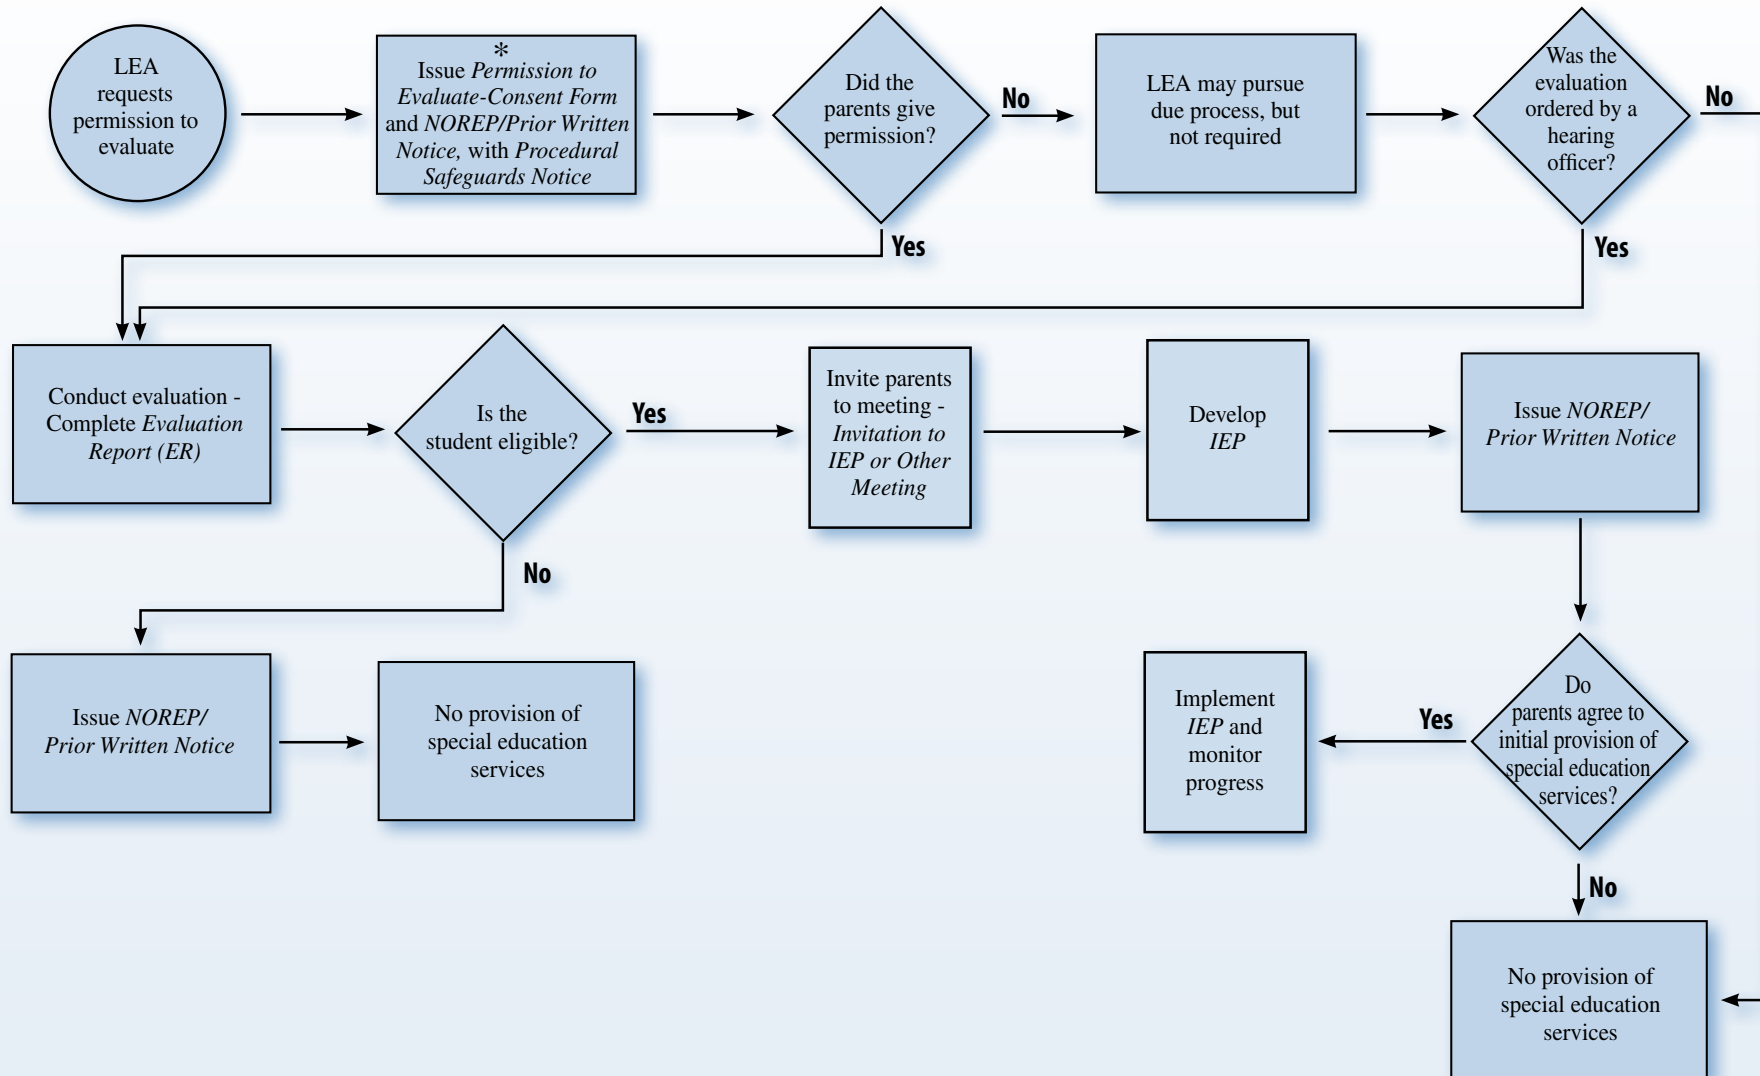 LEA
requests
permission to
evaluate
*
Issue Permission to
Evaluate-Consent Form
and NOREP/Prior Written
Notice, with Procedural
Safeguards Notice
Did the
parents give
permission?
No
LEA may pursue
due process, but
not required
Was the
evaluation
ordered by a
hearing
officer?
No
Yes
Yes
Conduct evaluation -
Complete Evaluation
Report (ER)
Is the
student eligible?
Yes
Invite parents
to meeting -
Invitation to
IEP or Other
Meeting
Develop
IEP
Issue NOREP/
Prior Written Notice
No
Issue NOREP/
Prior Written Notice
No provision of
special education
services
Implement
IEP and
monitor
progress
Yes
Do
parents agree to
initial provision of
special education
services?
No
No provision of
special education
services